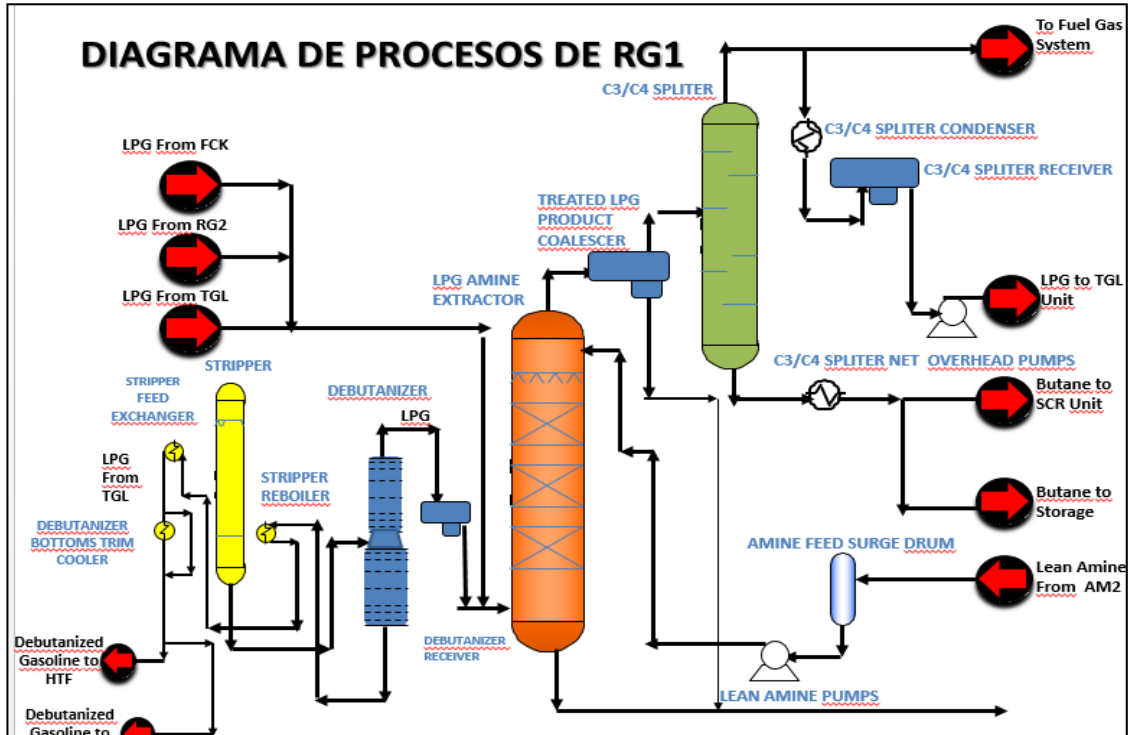 To Fuel Gas
System
DIAGRAMA DE PROCESOS DE RG1
C3/C4 SPLITER
C3/C4 SPLITER CONDENSER
LPG From FCK
C3/C4 SPLITER RECEIVER
TREATED LPG
PRODUCT
COALESCER
LPG From RG2
LPG AMINE
EXTRACTOR
LPG to TGL
Unit
LPG From TGL
C3/C4 SPLITER NET OVERHEAD PUMPS
STRIPPER
STRIPPER
FEED
EXCHANGER
DEBUTANIZER
LPG
Butane to
SCR Unit
LPG
From
TGL
STRIPPER
REBOILER
Butane to
Storage
DEBUTANIZER
BOTTOMS TRIM
COOLER
AMINE FEED SURGE DRUM
Lean Amine
From AM2
Debutanized
Gasoline to
HTF
DEBUTANIZER
RECEIVER
LEAN AMINE PUMPS
Debutanized
Gasoline to